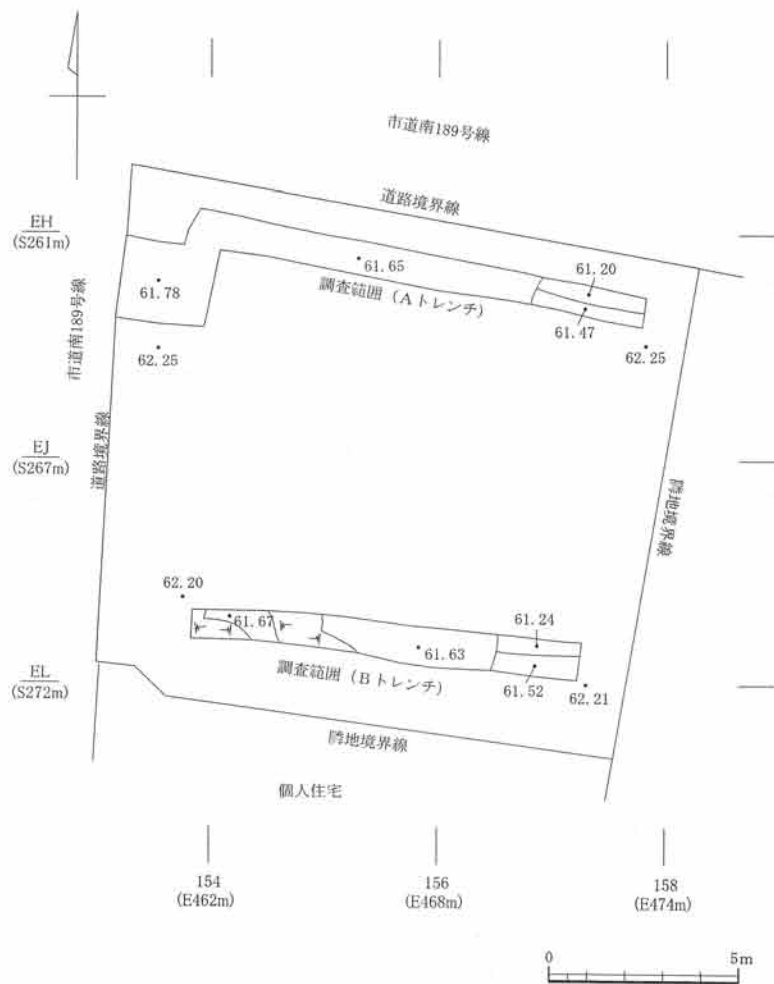 市道南189号線
道路境界線
EH
(S261m)
61.65
61.20
61.78
調査範囲（Aトレンチ）
61.47
62.25
62.25
市道南189号線
EJ
(S267m)
道路境界線
隣地境界線
62.20
61.67
61.24
61.63
EL
(S272m)
調査範囲（Bトレンチ）
61.52
62.21
隣地境界線
個人住宅
154
(E462m)
156
(E468m)
158
(E474m)
0
5m